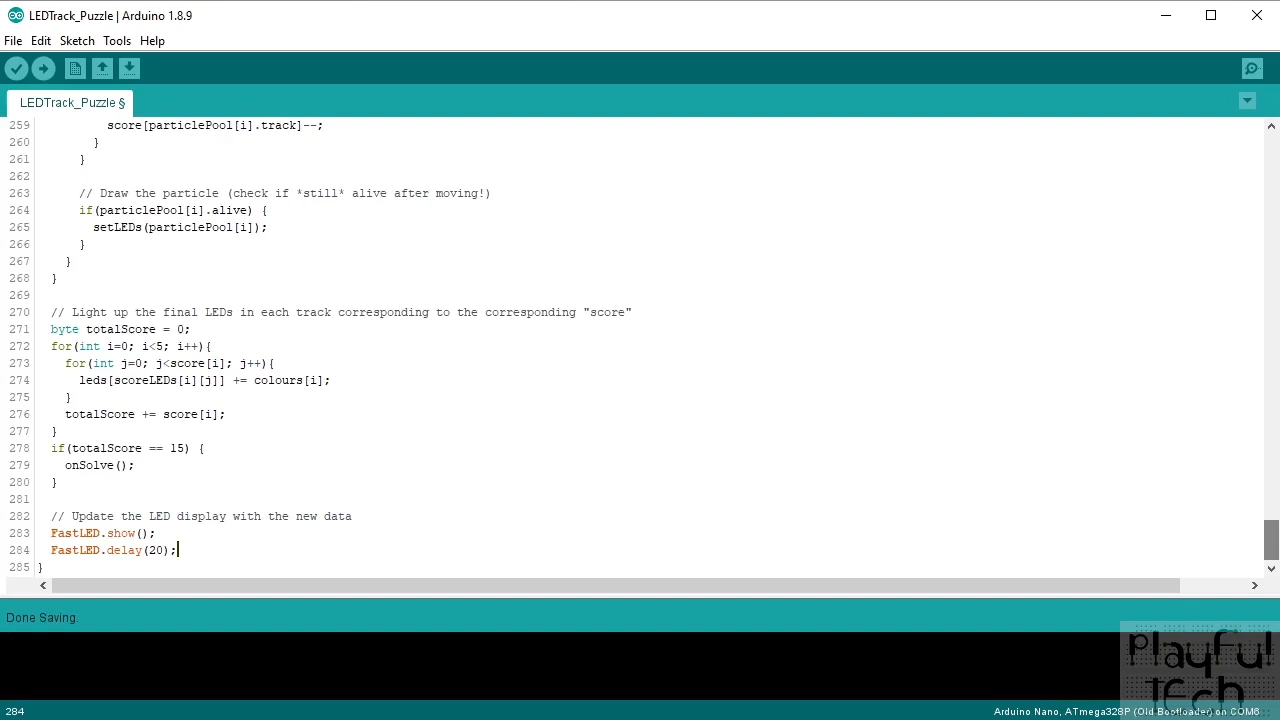 LEDTrack_Puzzle | Arduino 1.8.9
File Edit Sketch Tools Help
LEDTrack_Puzzle §
259 score[particlePool[i].track]--;
260 }
261 }
262
263 // Draw the particle (check if *still* alive after moving!)
264 if(particlePool[i].alive) {
265 setLEDs(particlePool[i]);
266 }
267 }
268 }
269
270 // Light up the final LEDs in each track corresponding to the corresponding "score"
271 byte totalScore = 0;
272 for(int i=0; i<5; i++){
273 for(int j=0; j<score[i]; j++){
274 leds[scoreLEDs[i][j]] += colours[i];
275 }
276 totalScore += score[i];
277 }
278 if(totalScore == 15) {
279 onSolve();
280 }
281
282 // Update the LED display with the new data
283 FastLED.show();
284 FastLED.delay(20);
285 }
Done Saving.
Playful
Tech
284 Arduino Nano, ATmega328P (Old Bootloader) on COM6